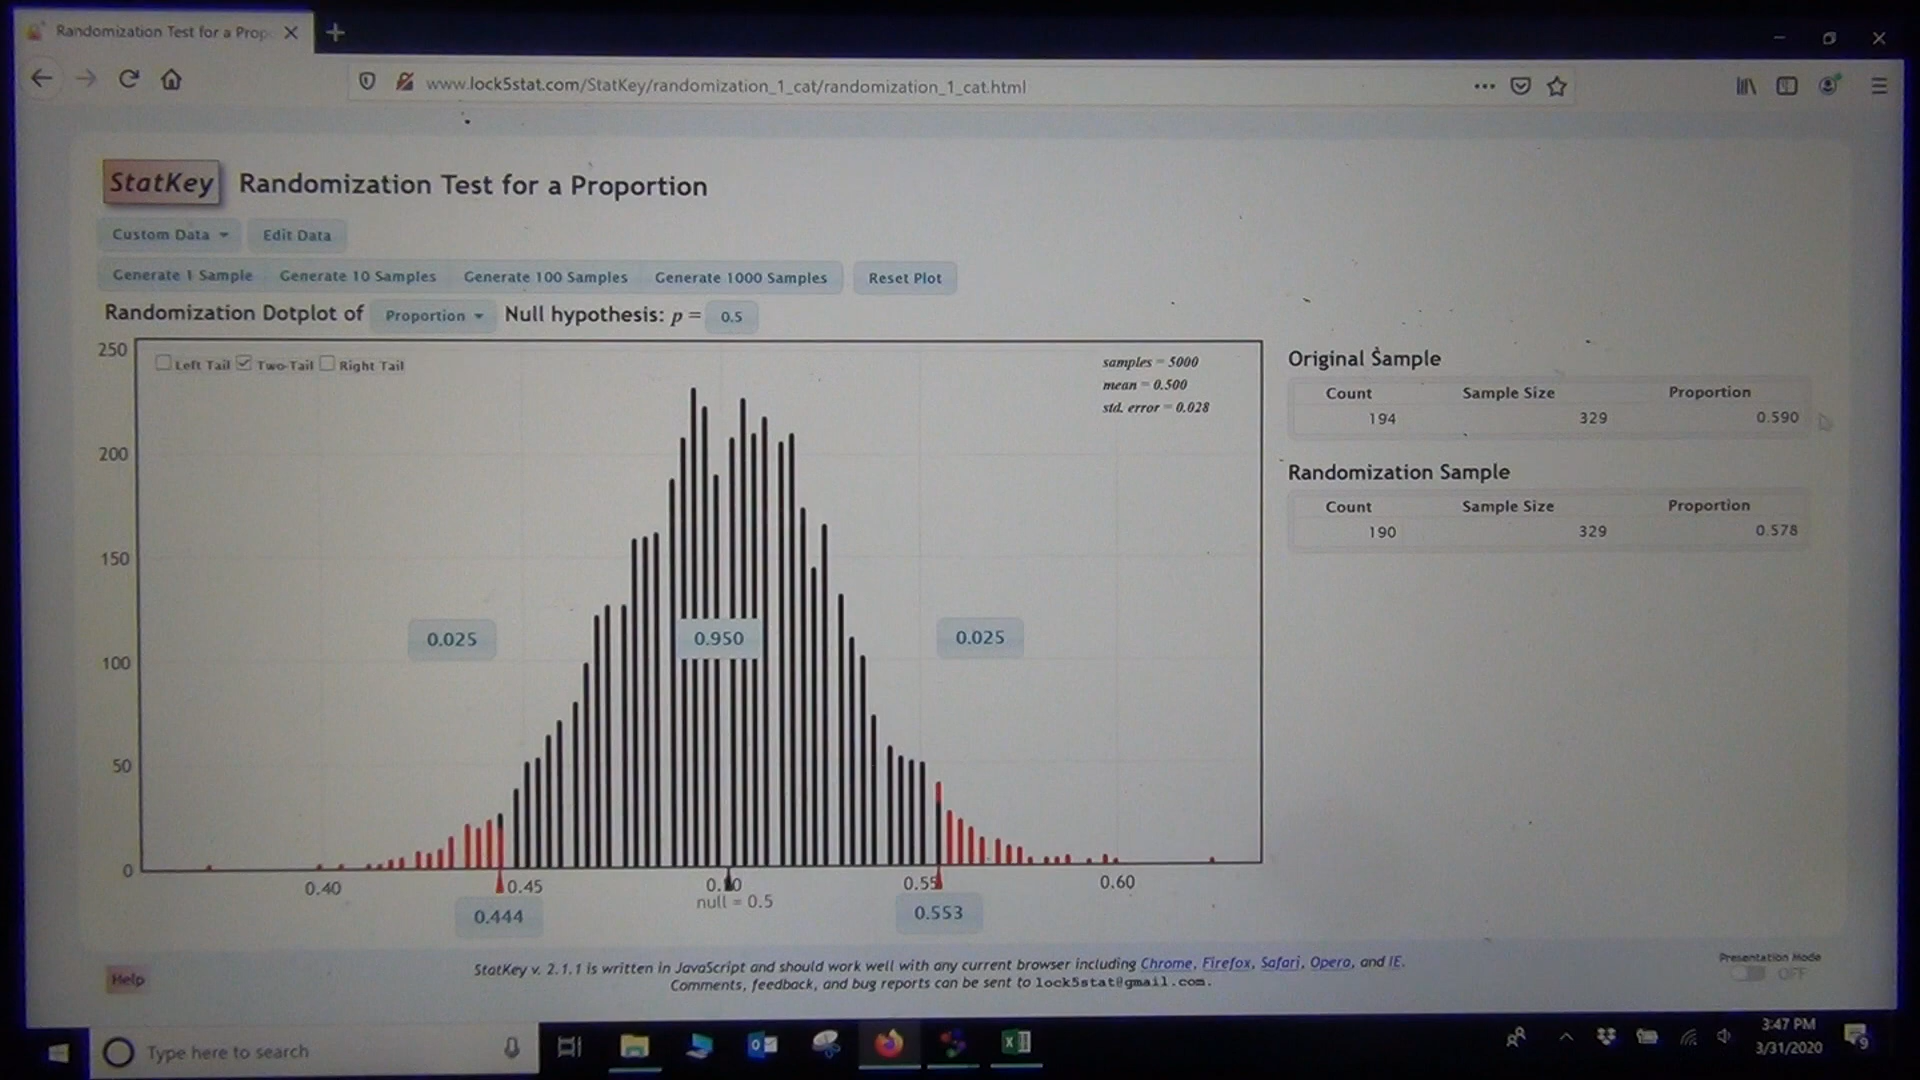 Randomization Test for a Prop
www.lock5stat.com/StatKey/randomization_1_cat/randomization_1_cat.html
StatKey Randomization Test for a Proportion
Custom Data Edit Data
Generate 1 Sample Generate 10 Samples Generate 100 Samples Generate 1000 Samples Reset Plot
Randomization Dotplot of Proportion Null hypothesis: p = 0.5
Left Tail Two-Tail Right Tail
samples = 5000
mean = 0.500
std. error = 0.028
250
200
150
100
50
0
0.025 0.950 0.025
0.40 0.45 0.55 0.60
null = 0.5
0.444 0.553
Original Sample
Count Sample Size Proportion
194 329 0.590
Randomization Sample
Count Sample Size Proportion
190 329 0.578
StatKey v. 2.1.1 is written in JavaScript and should work well with any current browser including Chrome, Firefox, Safari, Opera, and IE.
Comments, feedback, and bug reports can be sent to lock5stat@gmail.com.
Help
Presentation Mode
OFF
Type here to search
3:47 PM
3/31/2020
9